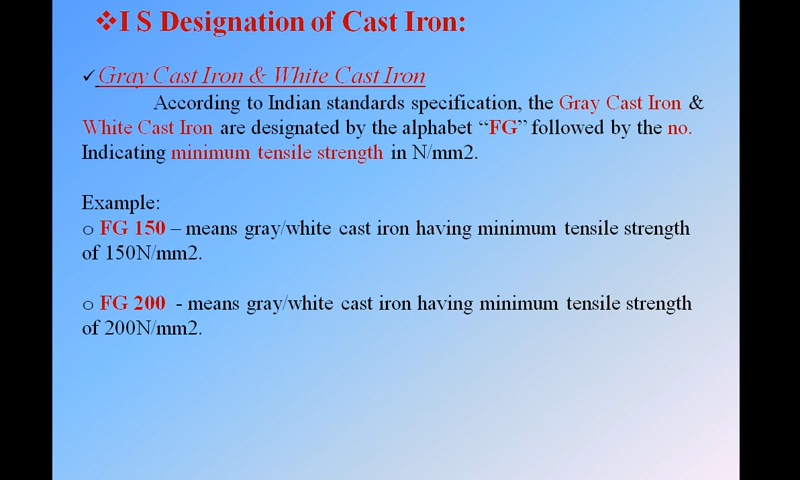 ❖I S Designation of Cast Iron:
✓Gray Cast Iron & White Cast Iron
According to Indian standards specification, the Gray Cast Iron &
White Cast Iron are designated by the alphabet “FG” followed by the no.
Indicating minimum tensile strength in N/mm2.
Example:
o FG 150 – means gray/white cast iron having minimum tensile strength
of 150N/mm2.
o FG 200 - means gray/white cast iron having minimum tensile strength
of 200N/mm2.